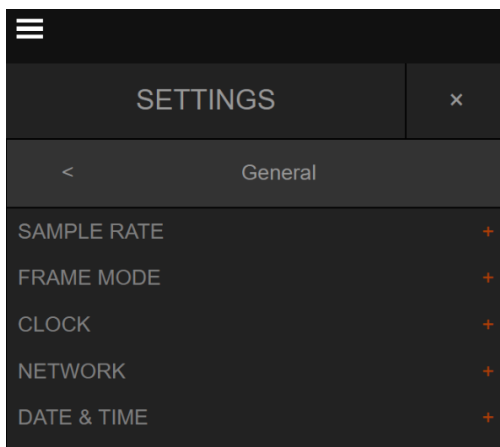 SETTINGS ×
< General
SAMPLE RATE +
FRAME MODE +
CLOCK +
NETWORK +
DATE & TIME +